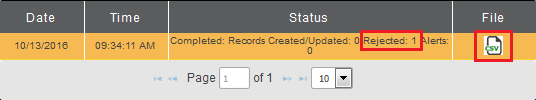 Date Time Status File
10/13/2016 09:34:11 AM Completed: Records Created/Updated: 0 Rejected: 1 Alerts: 0 CSV
Page 1 of 1 10